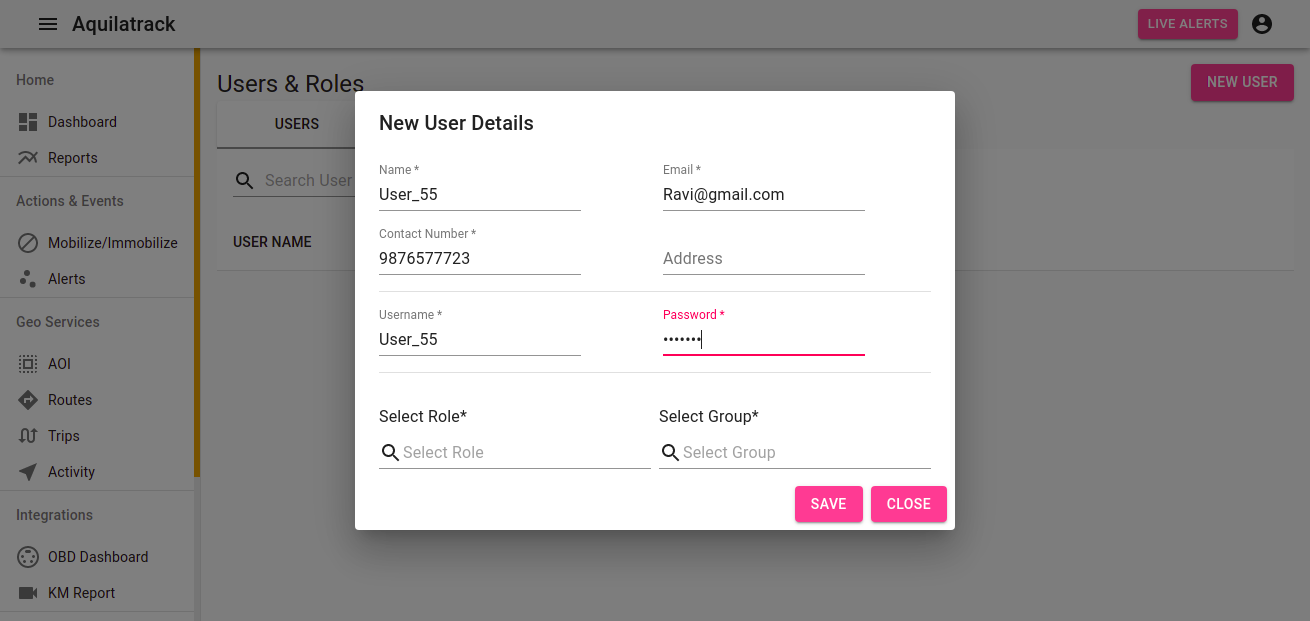 Aquilatrack
LIVE ALERTS
Home
Dashboard
Reports
Actions & Events
Mobilize/Immobilize
Alerts
Geo Services
AOI
Routes
Trips
Activity
Integrations
OBD Dashboard
KM Report
Users & Roles
NEW USER
USERS
Search User
USER NAME
New User Details
Name * Email *
User_55 Ravi@gmail.com
Contact Number *
9876577723 Address
Username * Password *
User_55 •••••••
Select Role* Select Group*
Select Role Select Group
SAVE CLOSE